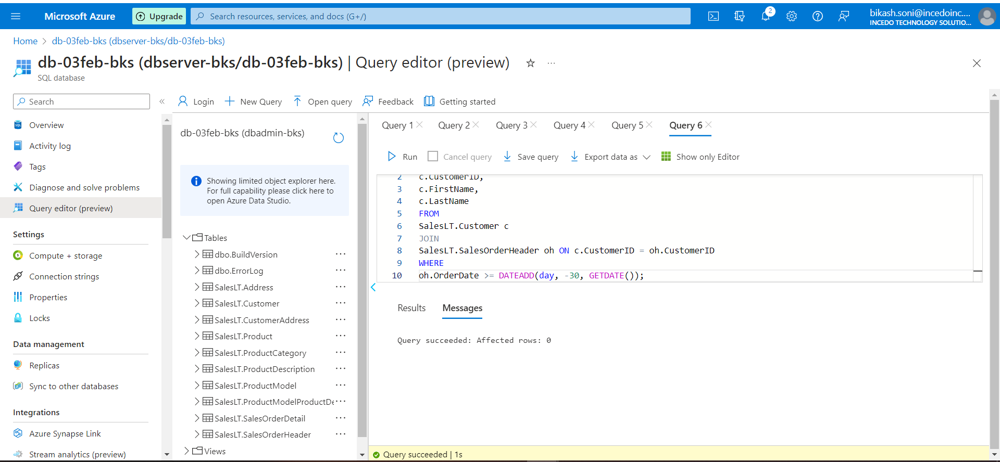 Microsoft Azure
Upgrade
Search resources, services, and docs (G+/)
2
bikash.soni@incedoinc....
INCEDO TECHNOLOGY SOLUTIO...
Home > db-03feb-bks (dbserver-bks/db-03feb-bks)
db-03feb-bks (dbserver-bks/db-03feb-bks) | Query editor (preview)
...
SQL database
Search
«
Login
New Query
Open query
Feedback
Getting started
Overview
Activity log
Tags
Diagnose and solve problems
Query editor (preview)
Settings
Compute + storage
Connection strings
Properties
Locks
Data management
Replicas
Sync to other databases
Integrations
Azure Synapse Link
Stream analytics (preview)
db-03feb-bks (dbadmin-bks)
Showing limited object explorer here.
For full capability please click here to
open Azure Data Studio.
Tables
dbo.BuildVersion ...
dbo.ErrorLog ...
SalesLT.Address ...
SalesLT.Customer ...
SalesLT.CustomerAddress ...
SalesLT.Product ...
SalesLT.ProductCategory ...
SalesLT.ProductDescription ...
SalesLT.ProductModel ...
SalesLT.ProductModelProductDe...
SalesLT.SalesOrderDetail ...
SalesLT.SalesOrderHeader ...
Views
Query 1
Query 2
Query 3
Query 4
Query 5
Query 6
Run
Cancel query
Save query
Export data as
Show only Editor
2 c.CustomerID,
3 c.FirstName,
4 c.LastName
5 FROM
6 SalesLT.Customer c
7 JOIN
8 SalesLT.SalesOrderHeader oh ON c.CustomerID = oh.CustomerID
9 WHERE
10 oh.OrderDate >= DATEADD(day, -30, GETDATE());
Results
Messages
Query succeeded: Affected rows: 0
Query succeeded | 1s